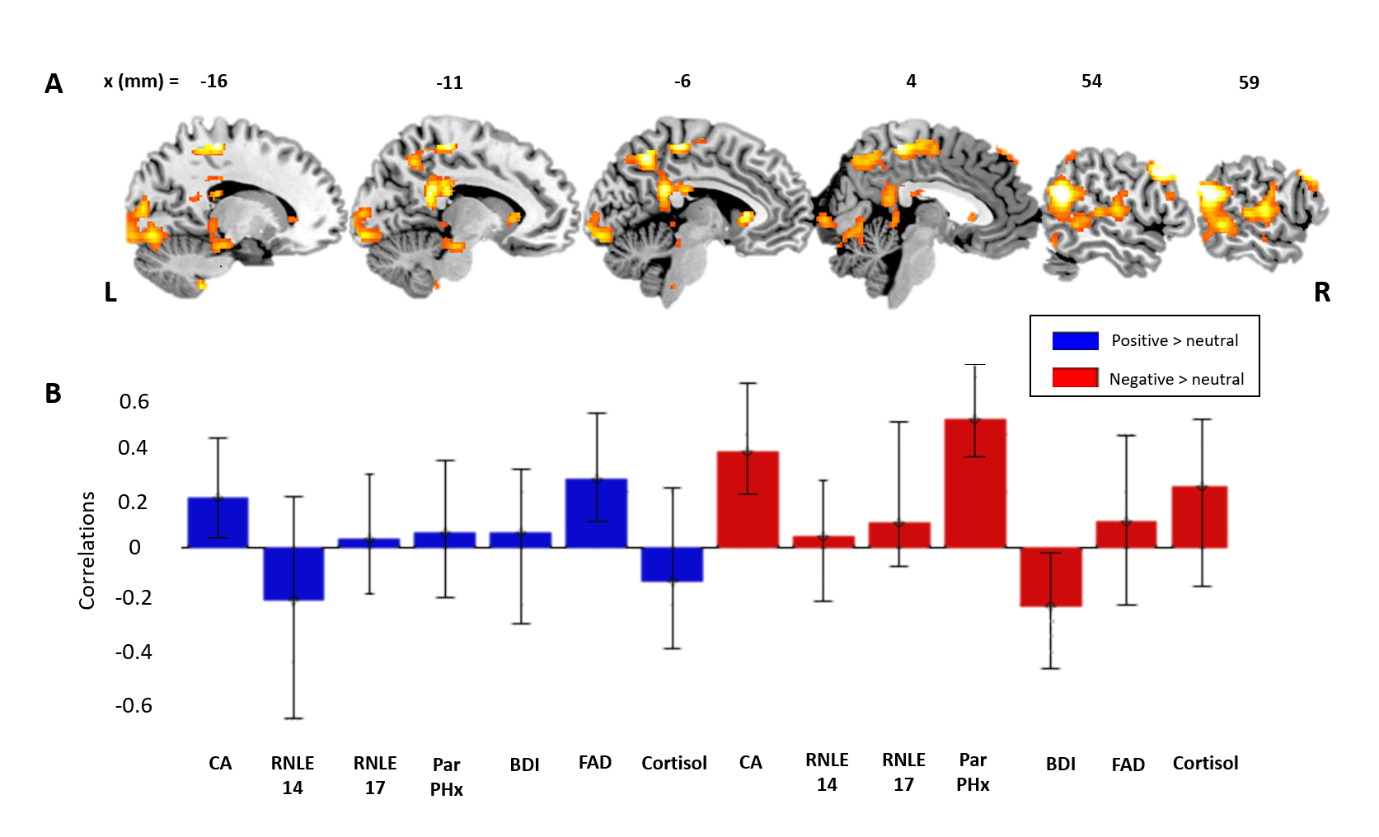 A x (mm) = -16 -11 -6 4 54 59
L R
Positive > neutral
Negative > neutral
B
0.6
0.4
0.2
0
-0.2
-0.4
-0.6
Correlations
CA RNLE 14 RNLE 17 Par PHx BDI FAD Cortisol CA RNLE 14 RNLE 17 Par PHx BDI FAD Cortisol